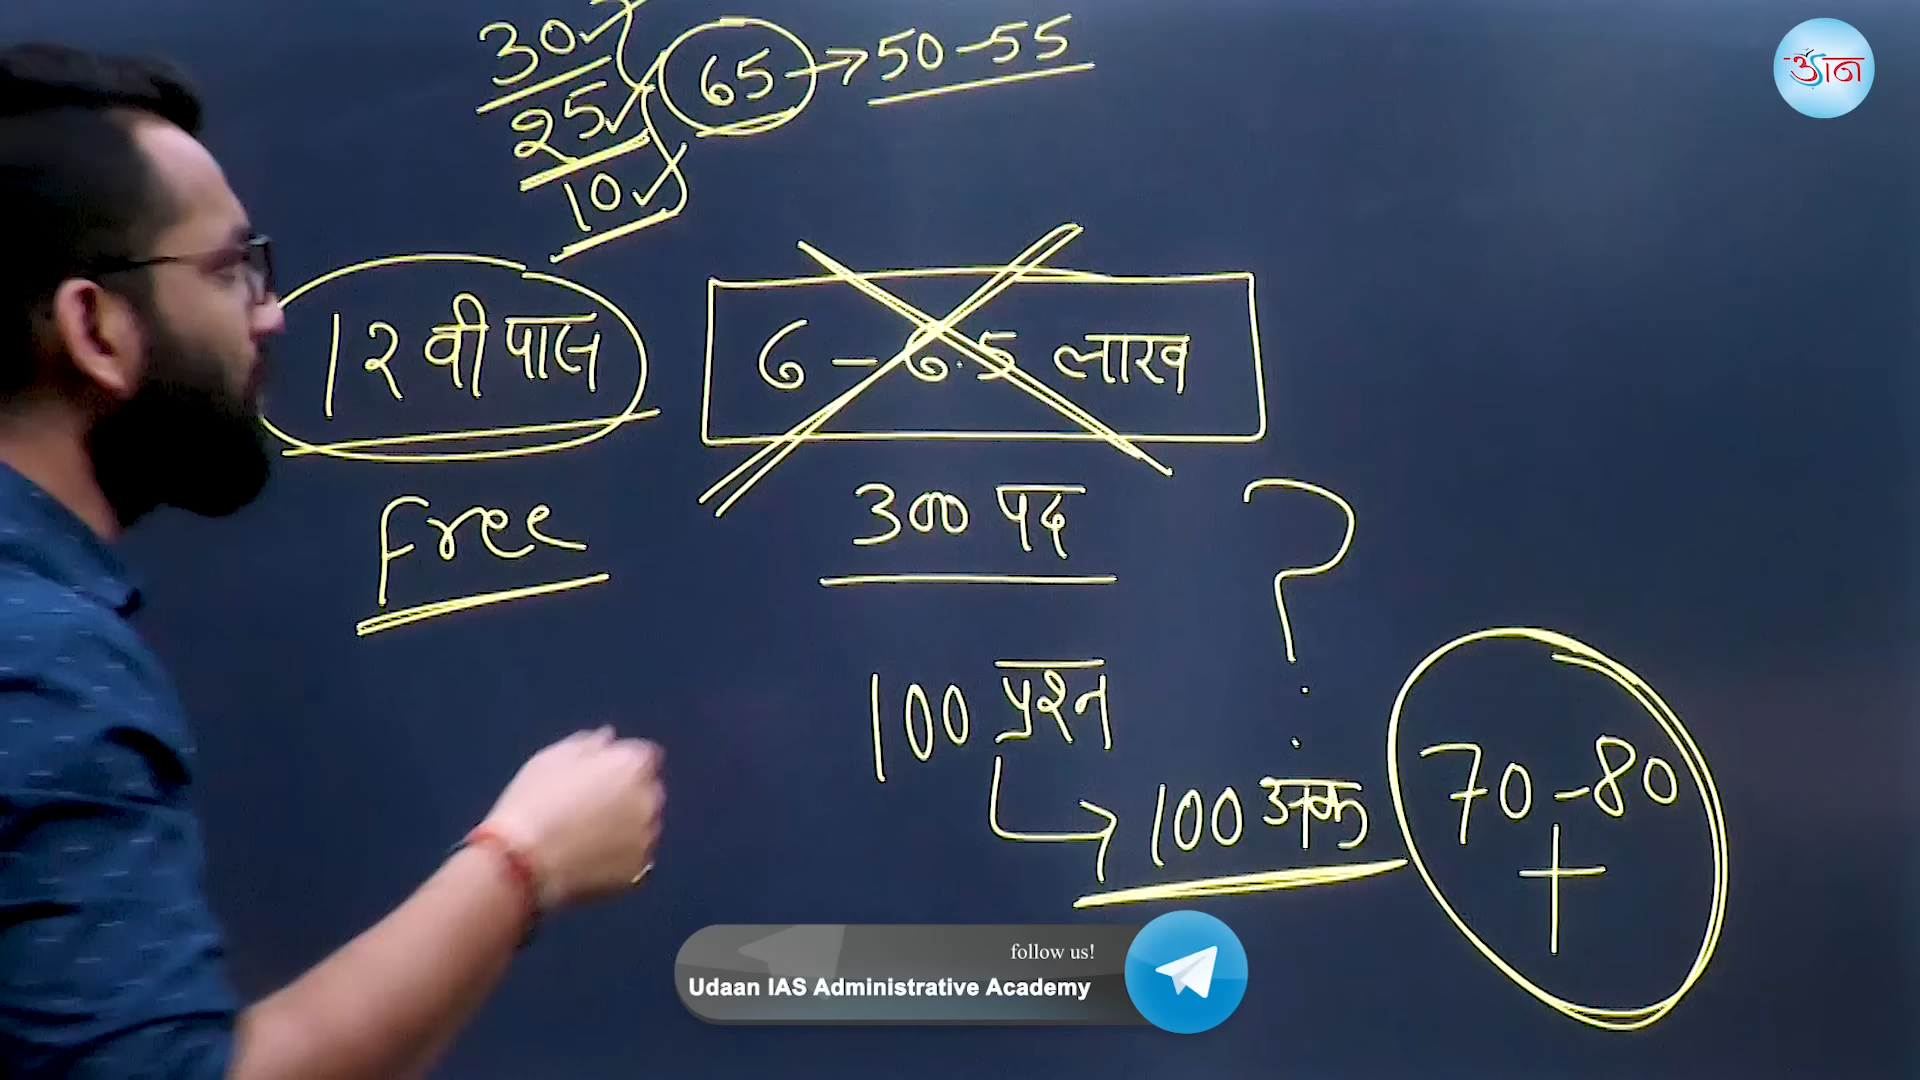 30✓
25✓
10✓
65 → 50-55
उड़ान
12वी पास
6 - 6.5 लाख
Free
300 पद
?
100 प्रश्न
100 अंक
70-80
+
follow us!
Udaan IAS Administrative Academy